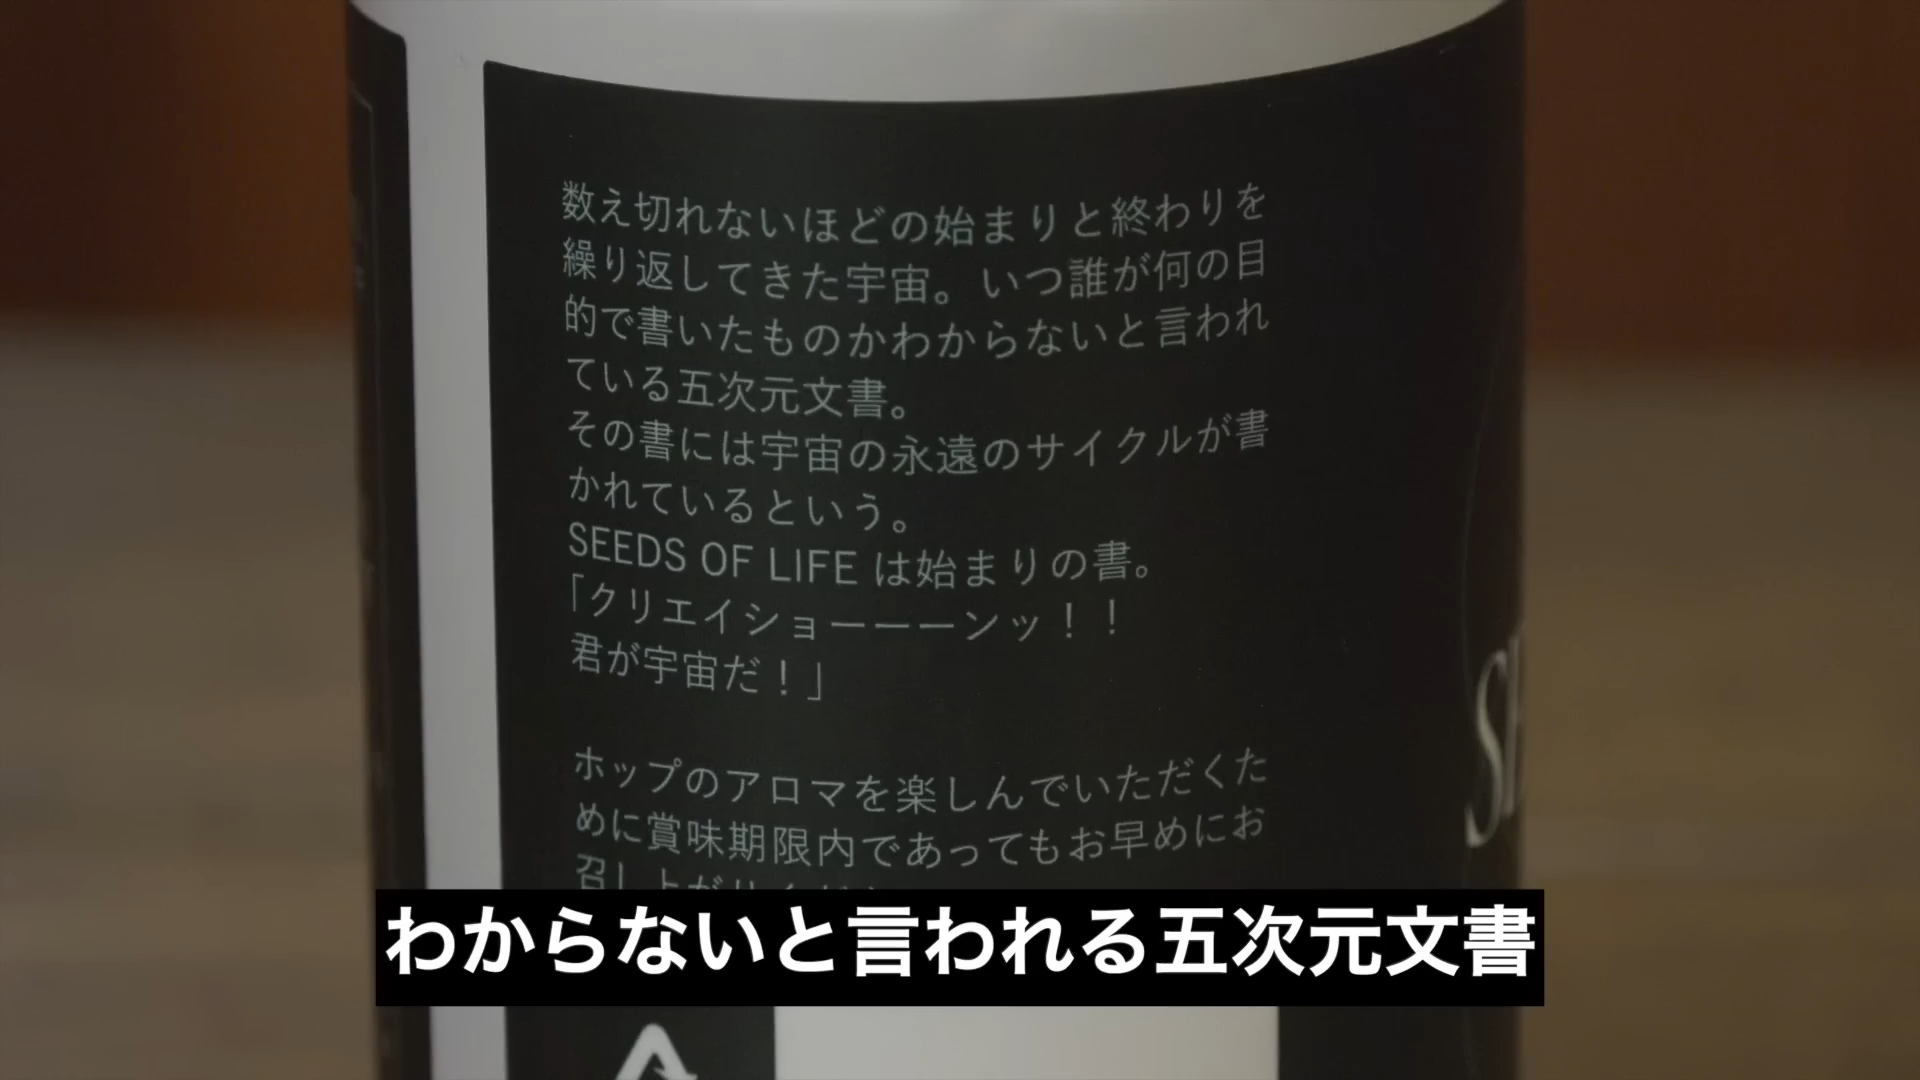 数え切れないほどの始まりと終わりを
繰り返してきた宇宙。いつ誰が何の目
的で書いたものかわからないと言われ
ている五次元文書。
その書には宇宙の永遠のサイクルが書
かれているという。
SEEDS OF LIFE は始まりの書。
「クリエイショーーーンッ！！
君が宇宙だ！」
ホップのアロマを楽しんでいただくた
めに賞味期限内であってもお早めにお
召し上がりくだ
わからないと言われる五次元文書